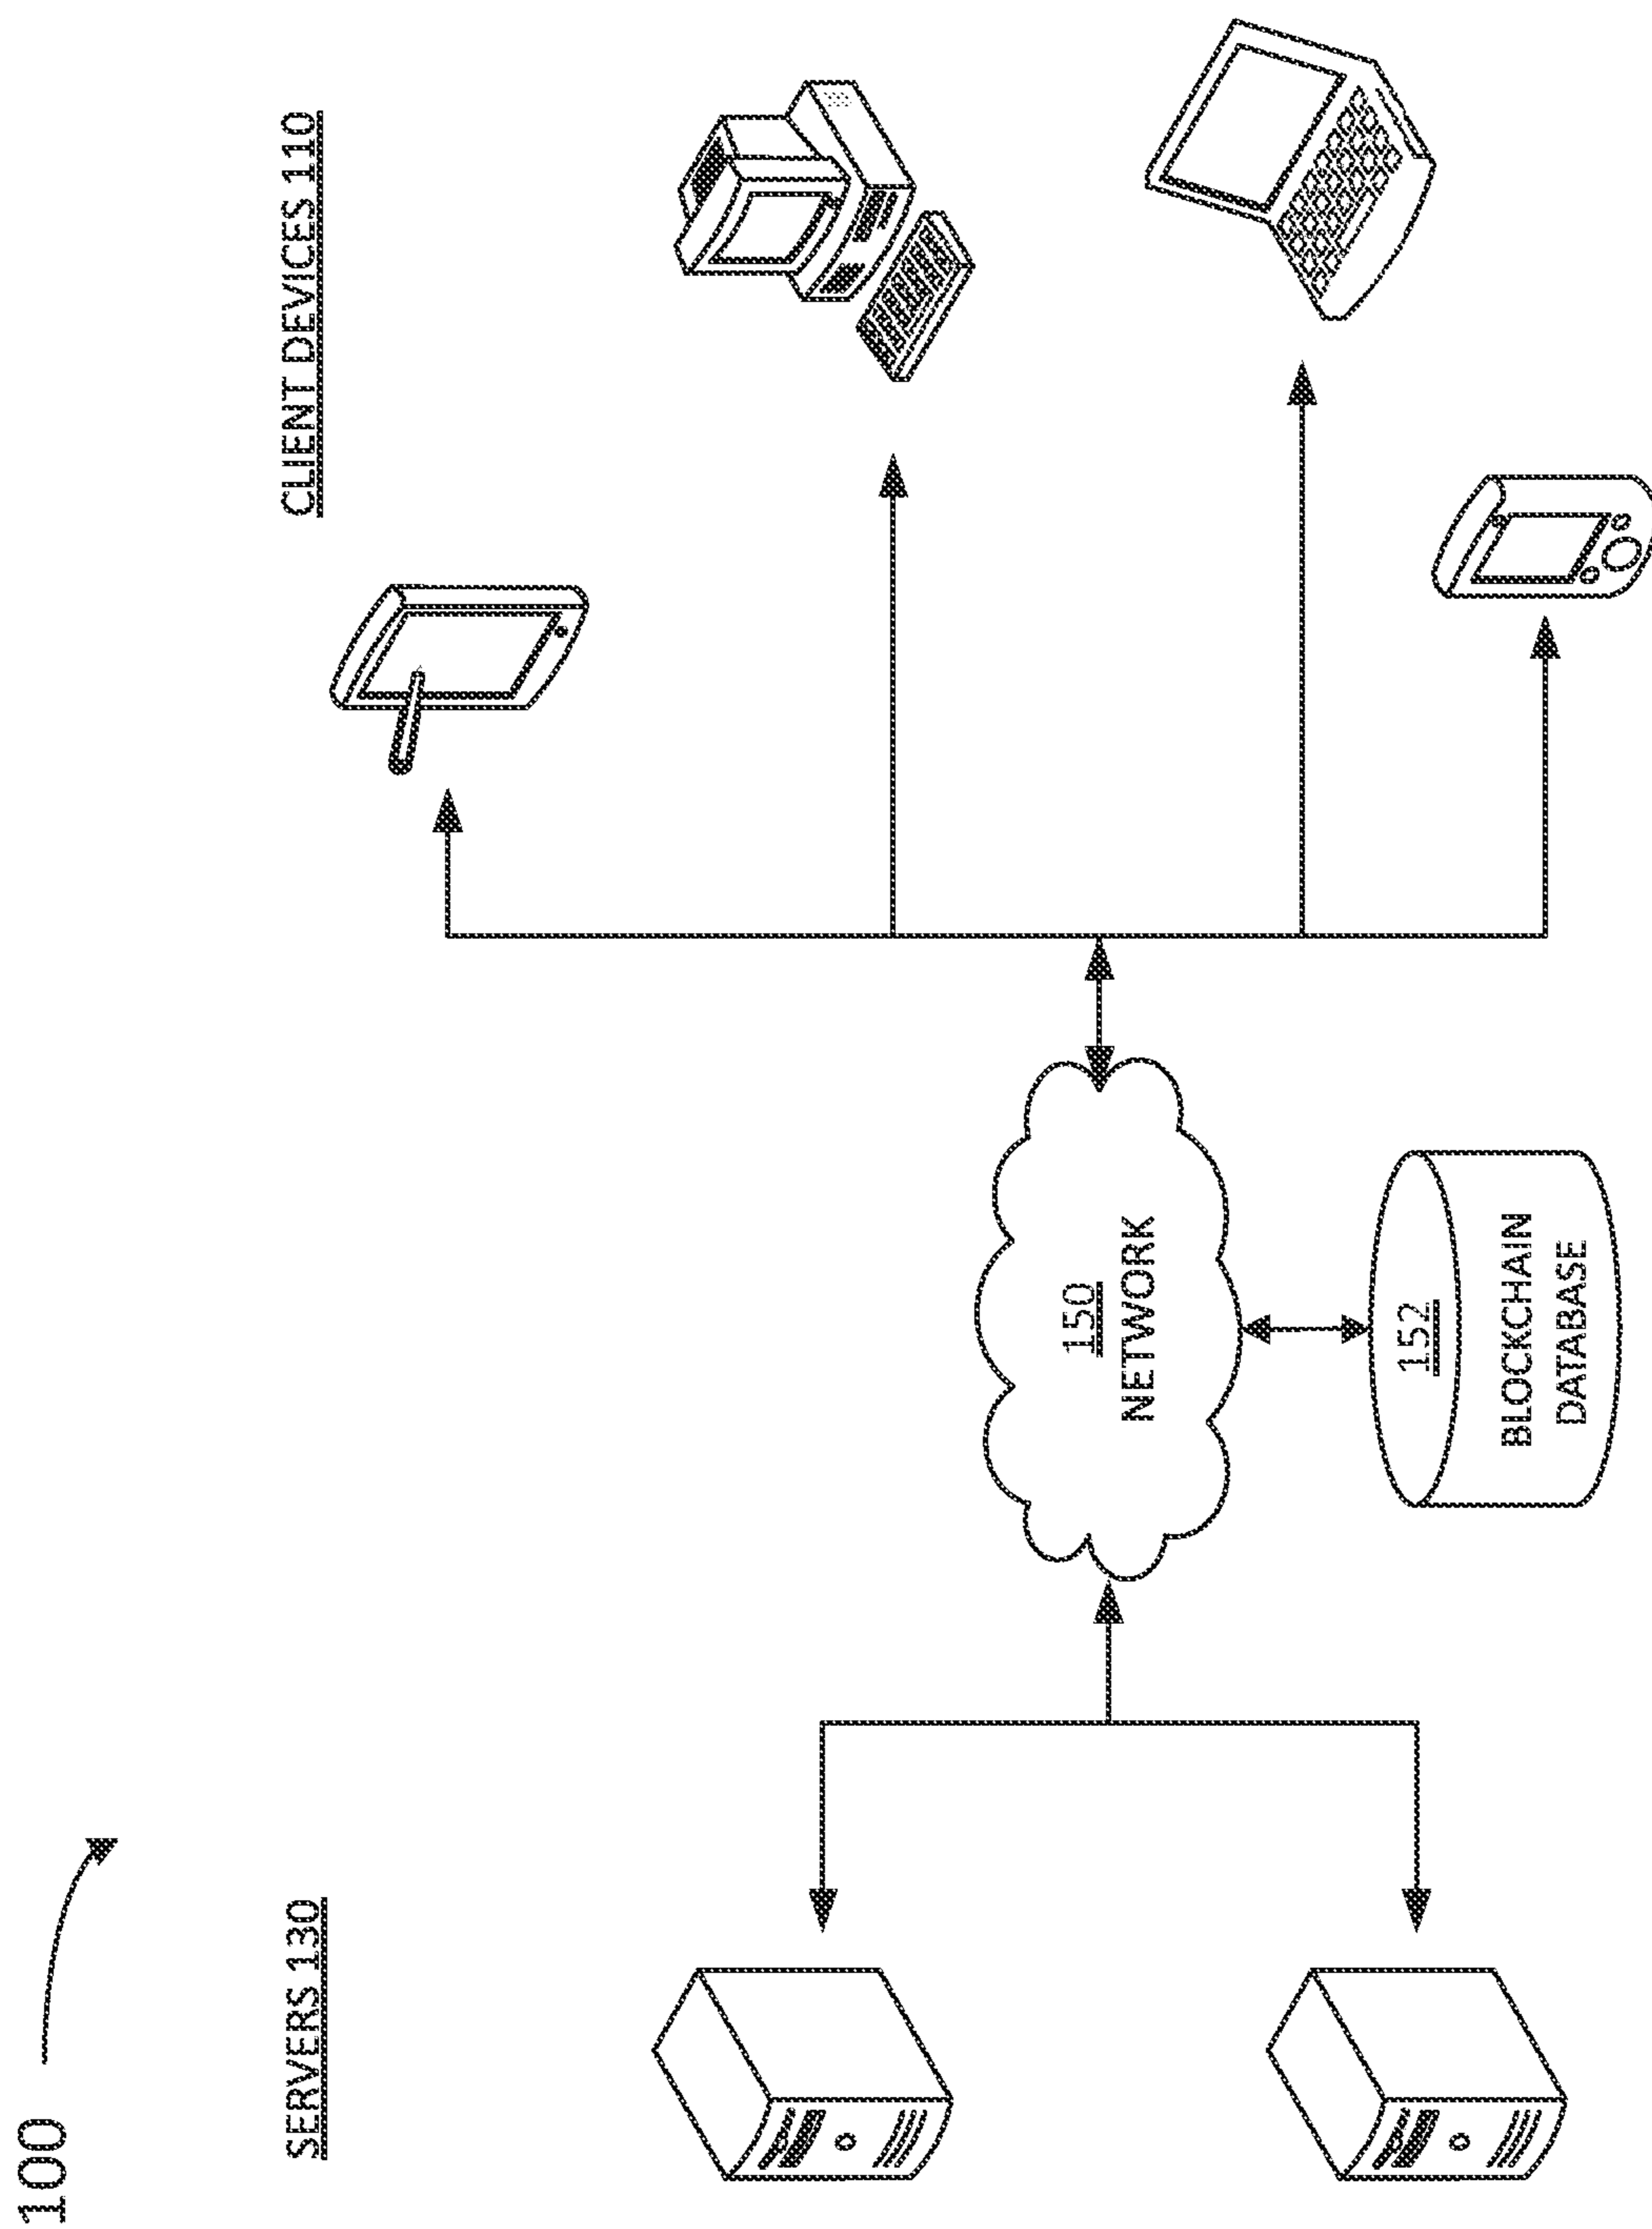 100
SERVERS 130
CLIENT DEVICES 110
150
NETWORK
152
BLOCKCHAIN
DATABASE